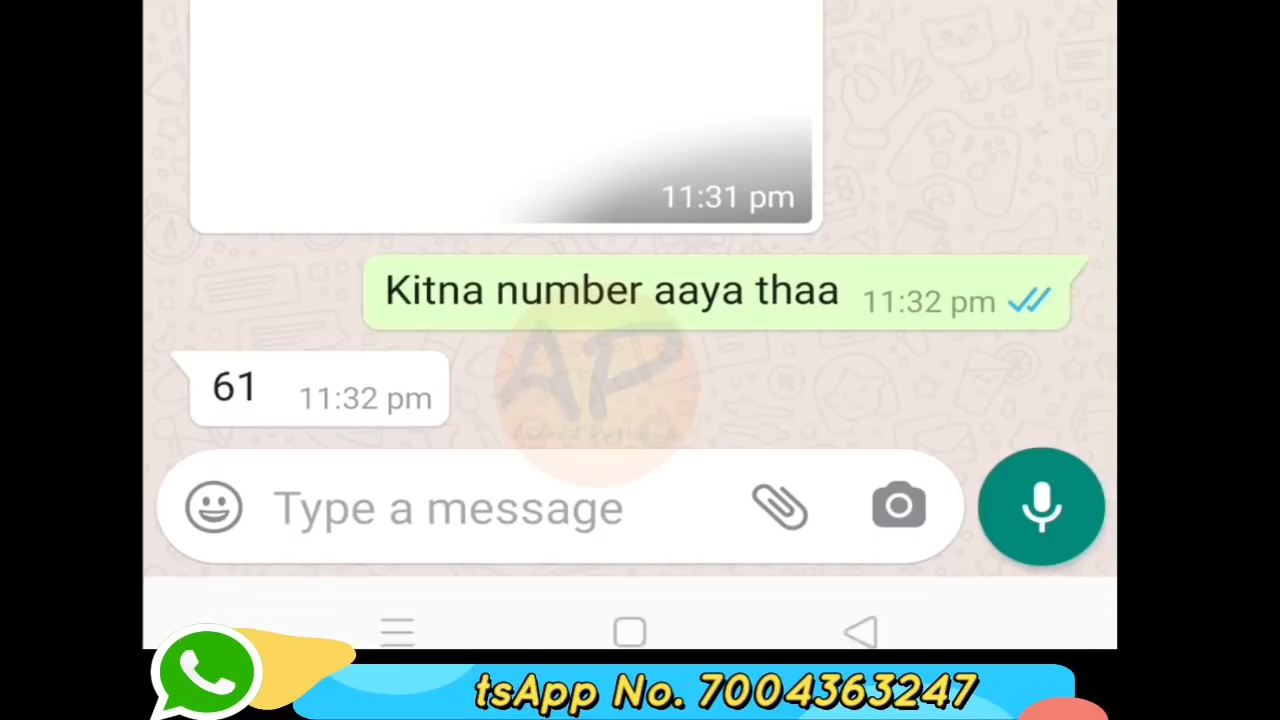 11:31 pm
Kitna number aaya thaa 11:32 pm
61 11:32 pm
AP
Type a message
tsApp No. 7004363247